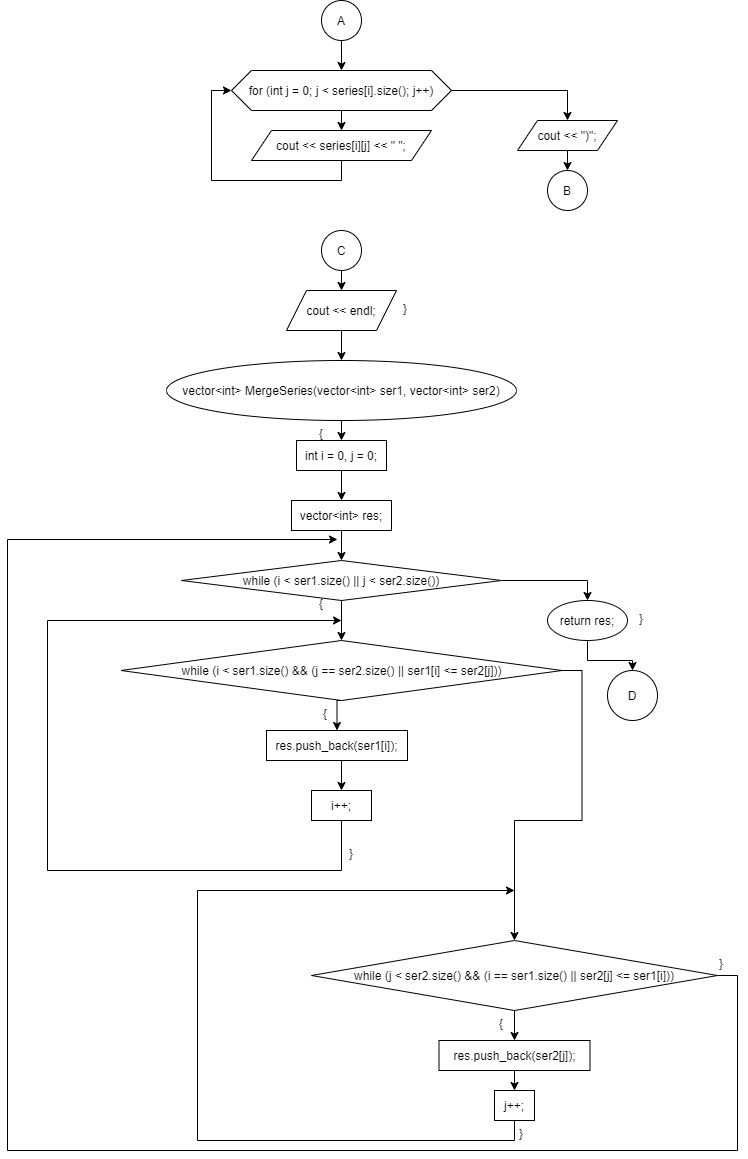 A
for (int j = 0; j < series[i].size(); j++)
cout << series[i][j] << " ";
cout << ")";
B
C
cout << endl;
}
vector<int> MergeSeries(vector<int> ser1, vector<int> ser2)
{
int i = 0, j = 0;
vector<int> res;
while (i < ser1.size() || j < ser2.size())
{
return res;
}
D
while (i < ser1.size() && (j == ser2.size() || ser1[i] <= ser2[j]))
{
res.push_back(ser1[i]);
i++;
}
while (j < ser2.size() && (i == ser1.size() || ser2[j] <= ser1[i]))
}
{
res.push_back(ser2[j]);
j++;
}